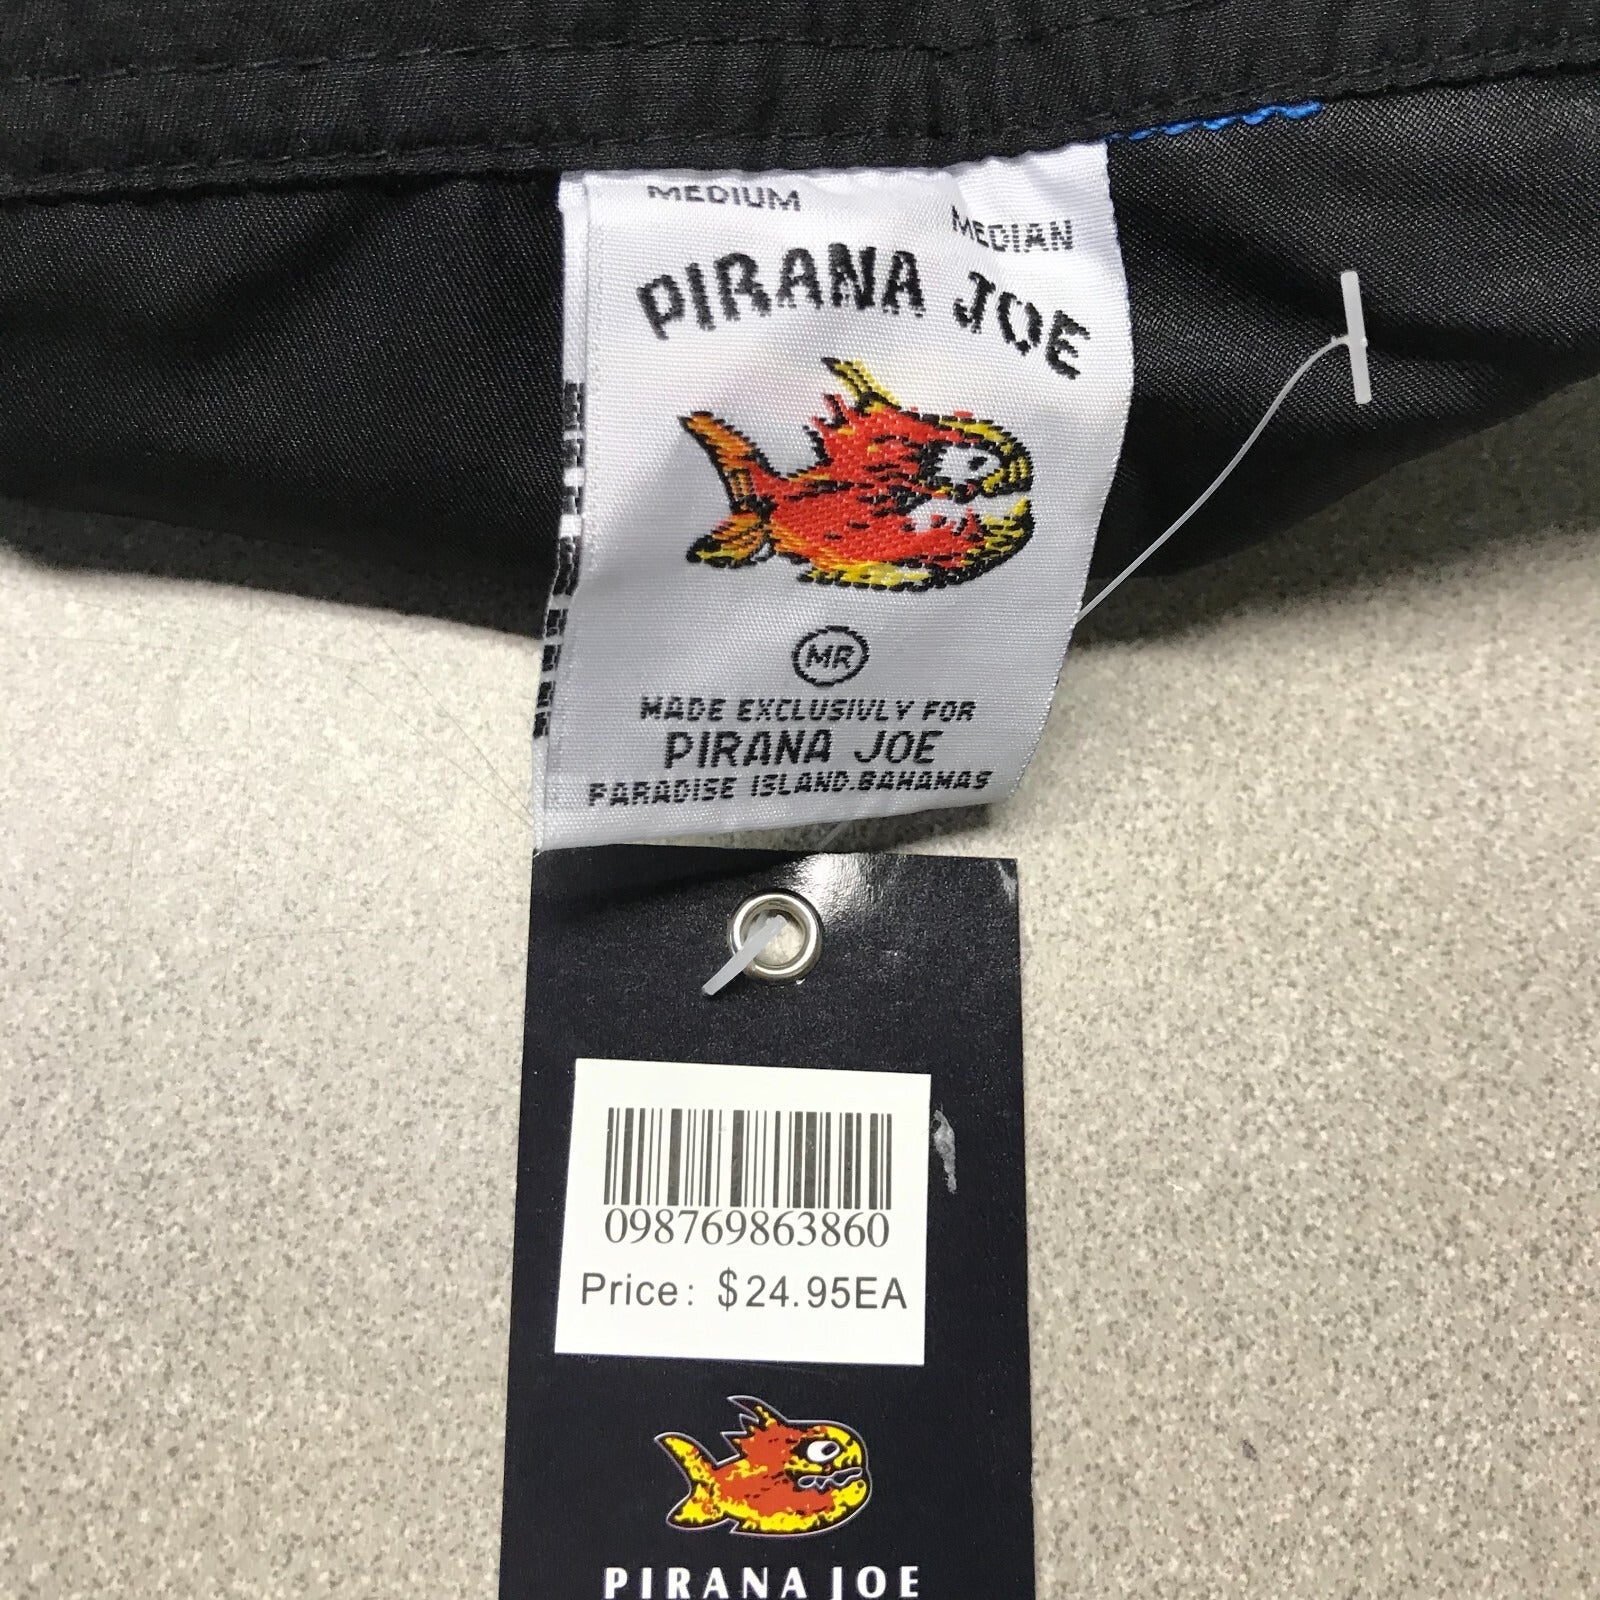 MEDIUM
MEDIAN
PIRANA JOE
MR
MADE EXCLUSIVLY FOR
PIRANA JOE
PARADISE ISLAND.BAHAMAS
098769863860
Price: $24.95EA
PIRANA JOE